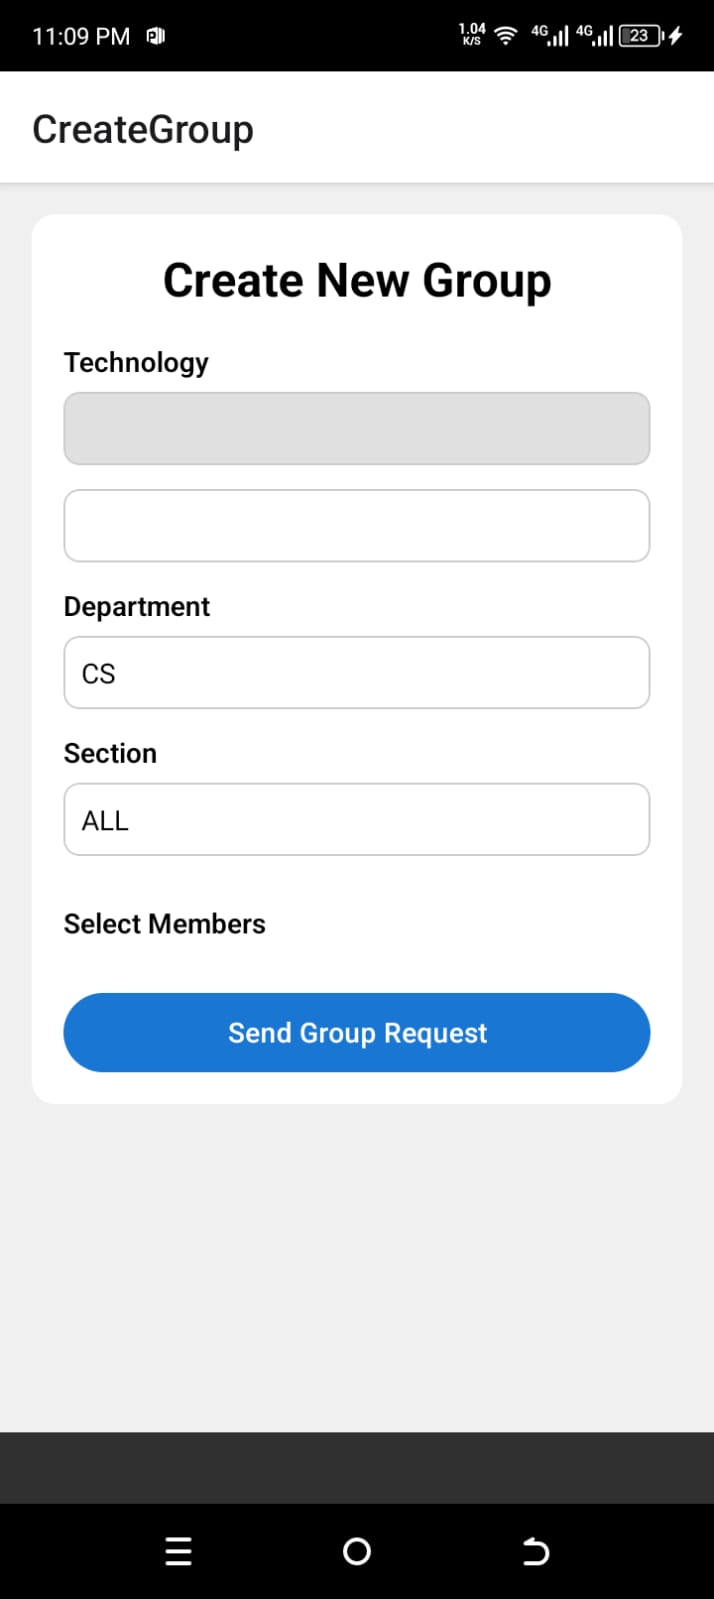 11:09 PM
1.04
K/S
4G
4G
23
CreateGroup
Create New Group
Technology
Department
CS
Section
ALL
Select Members
Send Group Request